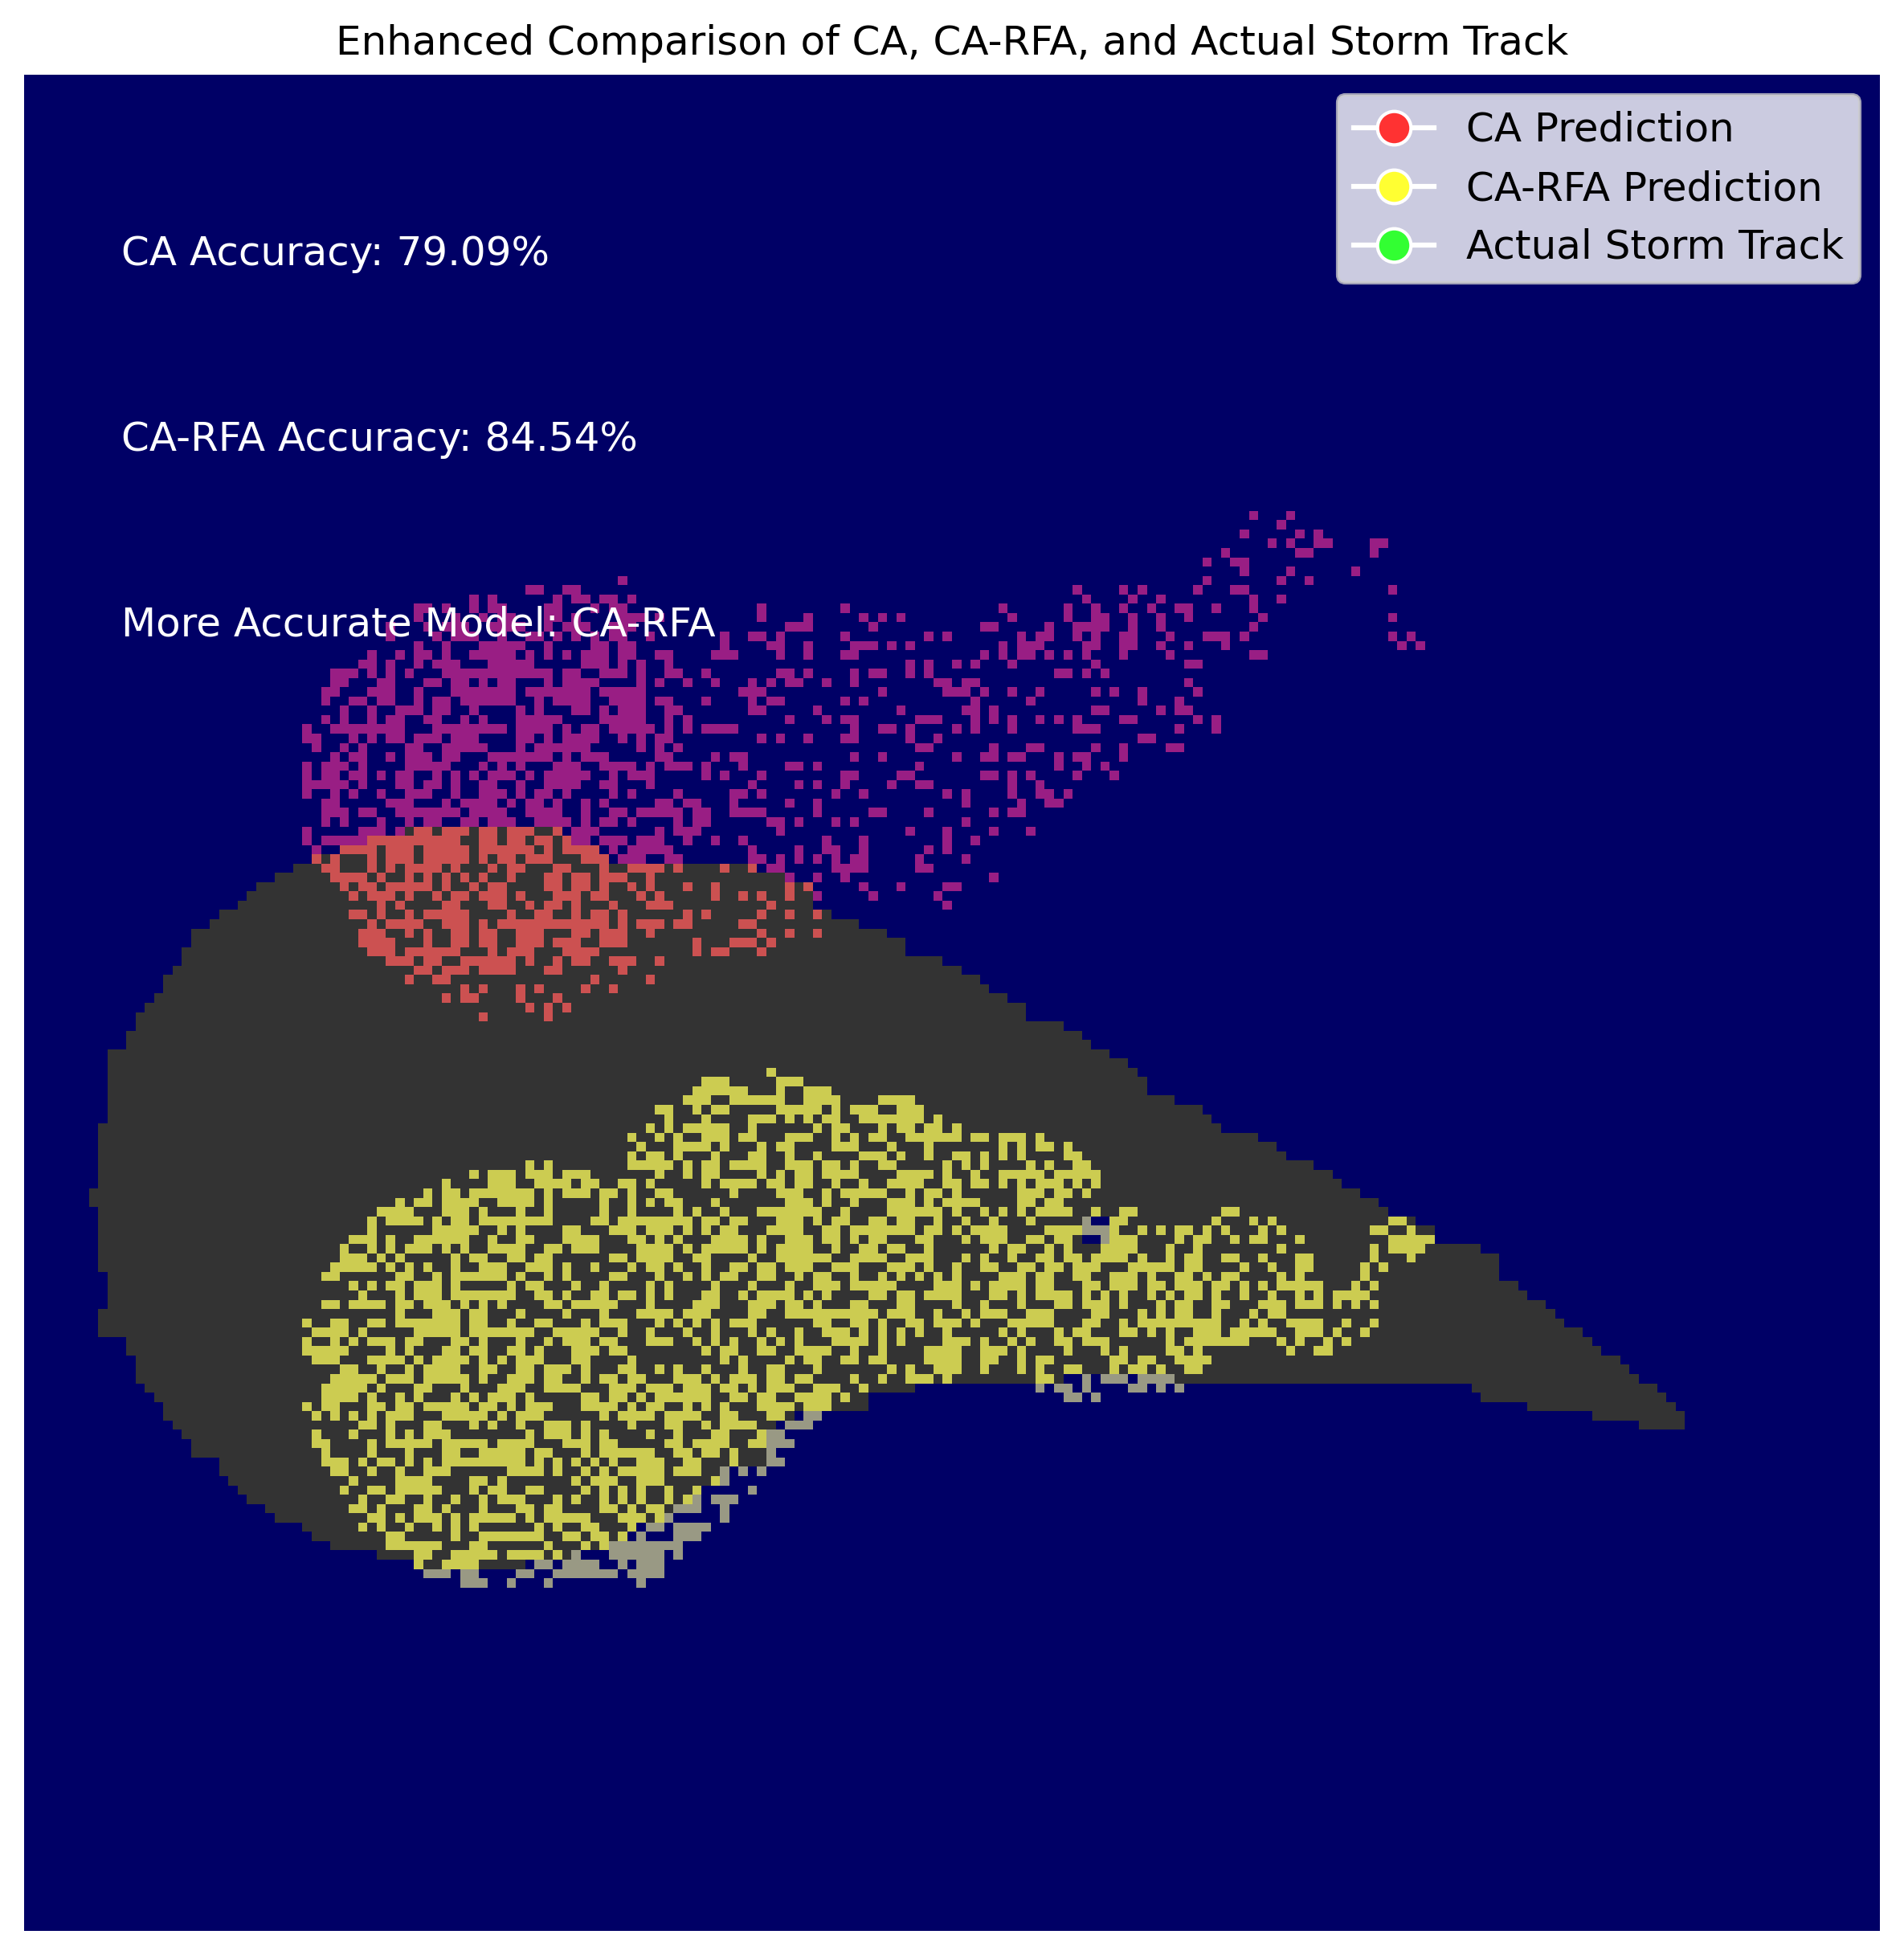 Enhanced Comparison of CA, CA-RFA, and Actual Storm Track
CA Prediction
CA-RFA Prediction
Actual Storm Track
CA Accuracy: 79.09%
CA-RFA Accuracy: 84.54%
More Accurate Model: CA-RFA